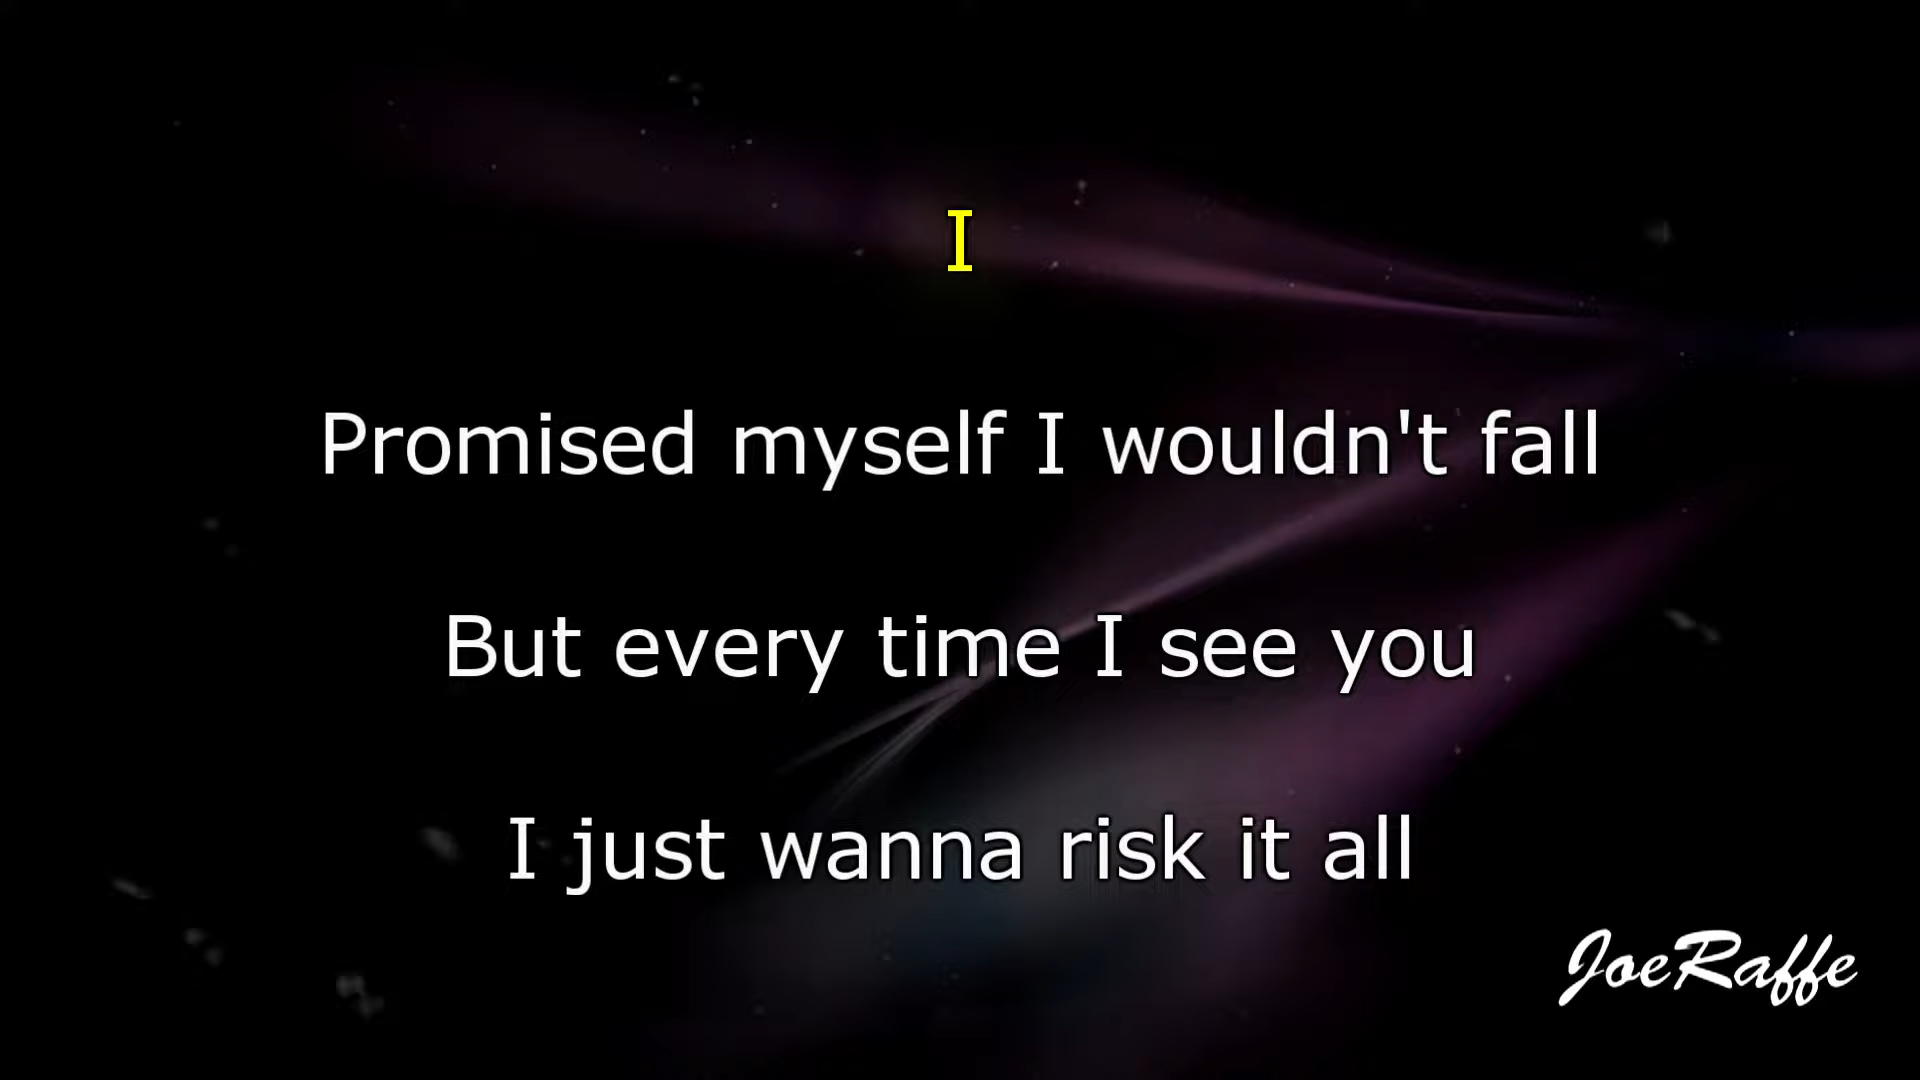 I
Promised myself I wouldn't fall
But every time I see you
I just wanna risk it all
JoeRaffe